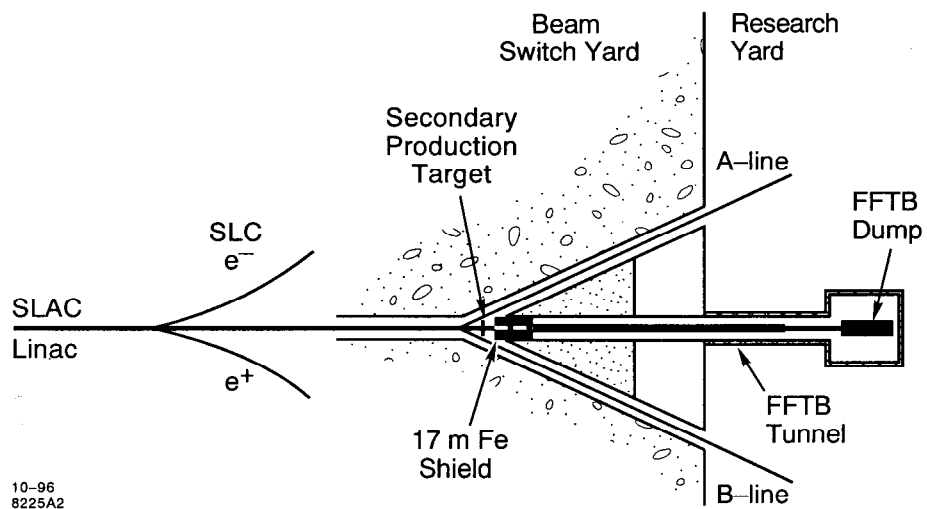 Beam
Switch Yard
Research
Yard
Secondary
Production
Target
A–line
FFTB
Dump
SLC
e–
SLAC
Linac
e+
17 m Fe
Shield
FFTB
Tunnel
B–line
10–96
8225A2